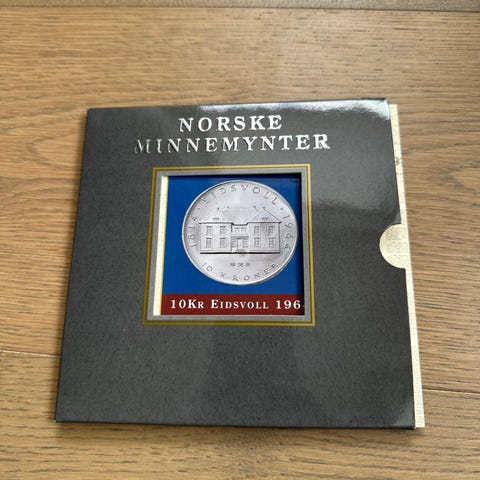 NORSKE
MINNEMYNTER
1814 · EIDSVOLL · 1964
10 KRONER
10KR EIDSVOLL 196